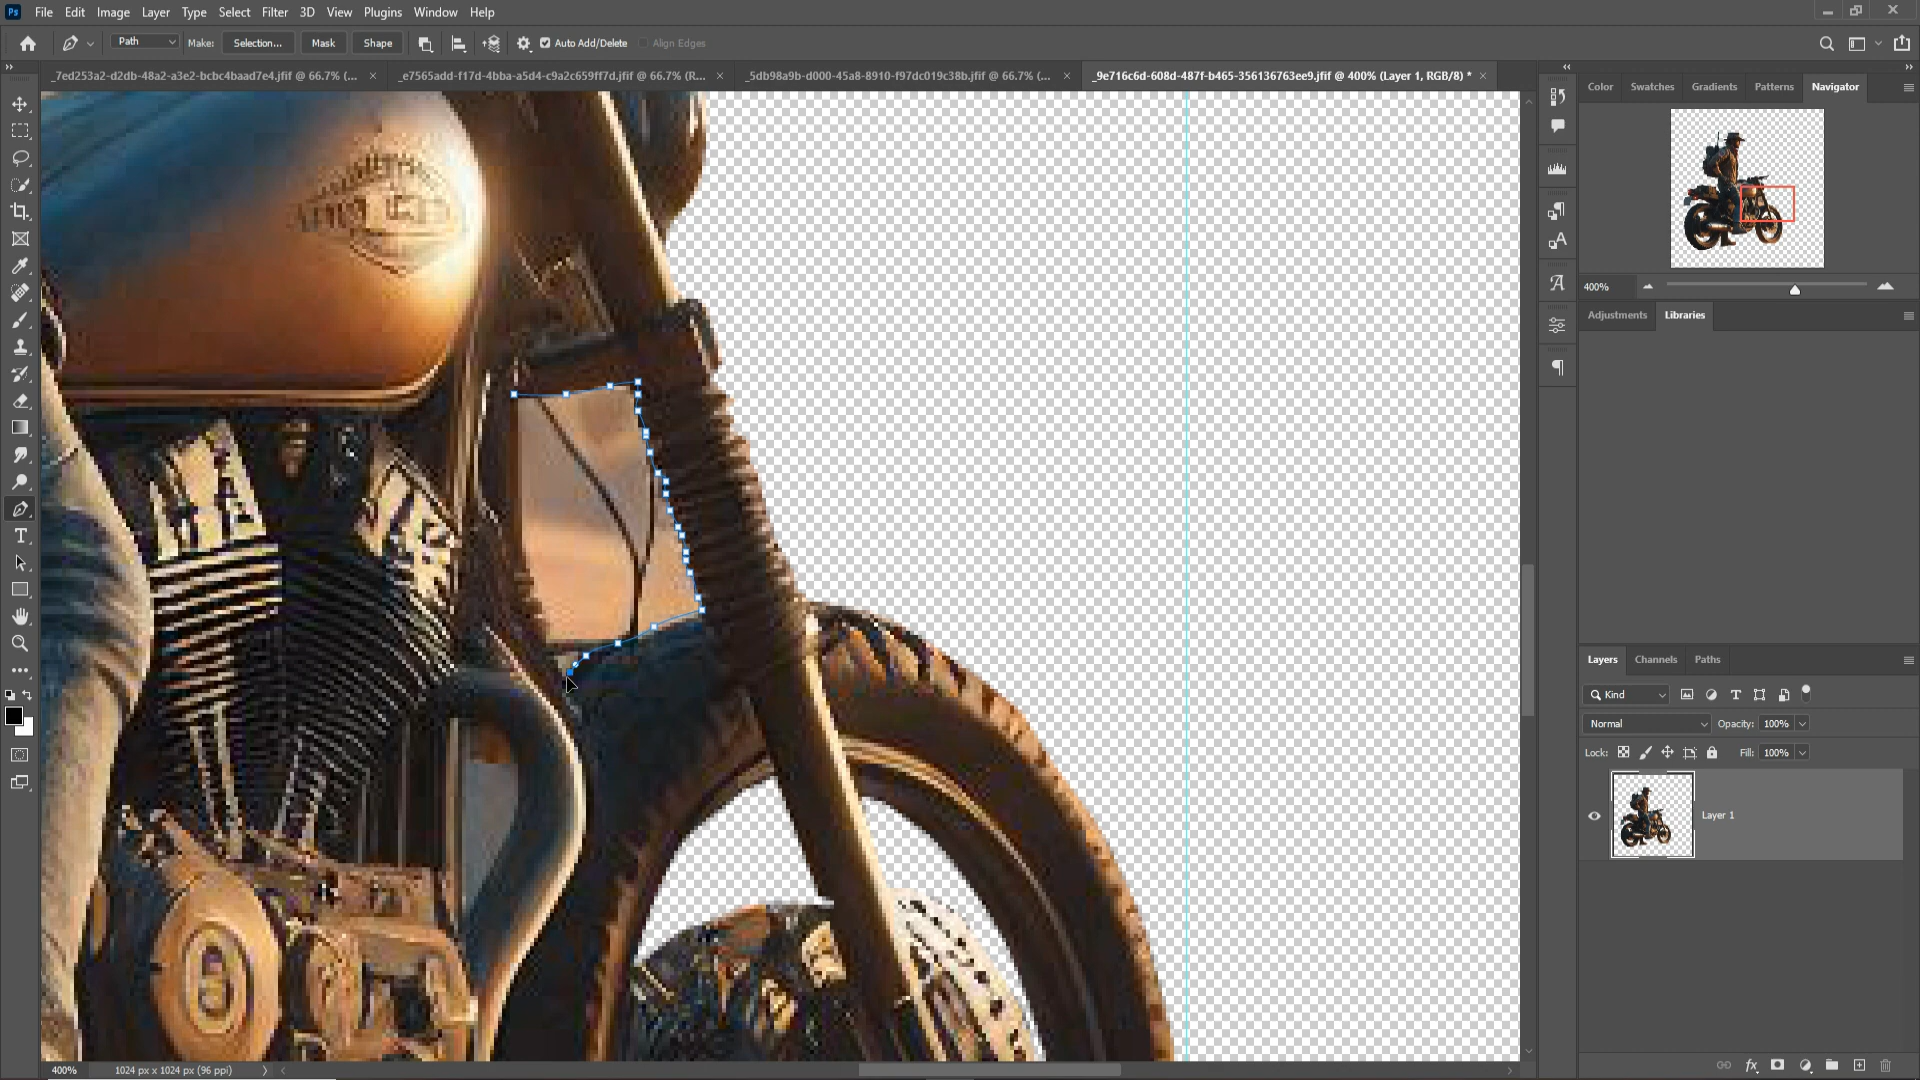 Ps File Edit Image Layer Type Select Filter 3D View Plugins Window Help
Path Make: Selection... Mask Shape Auto Add/Delete Align Edges
_7ed253a2-d2db-48a2-a3e2-bcbc4baad7e4.jfif @ 66.7% (... × _e7565add-f17d-4bba-a5d4-c9a2c659ff7d.jfif @ 66.7% (R... × _5db98a9b-d000-45a8-8910-f97dc019c38b.jfif @ 66.7% (... × _9e716c6d-608d-487f-b465-356136763ee9.jfif @ 400% (Layer 1, RGB/8) * ×
Color Swatches Gradients Patterns Navigator
400%
Adjustments Libraries
Layers Channels Paths
Kind
Normal Opacity: 100%
Lock: Fill: 100%
Layer 1
400% 1024 px x 1024 px (96 ppi)